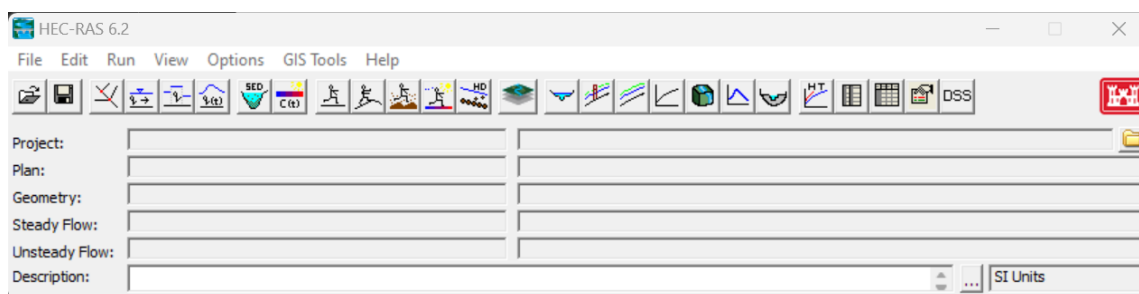 HEC-RAS 6.2
File Edit Run View Options GIS Tools Help
SED C(t) HD HT DSS
Project:
Plan:
Geometry:
Steady Flow:
Unsteady Flow:
Description: ... SI Units